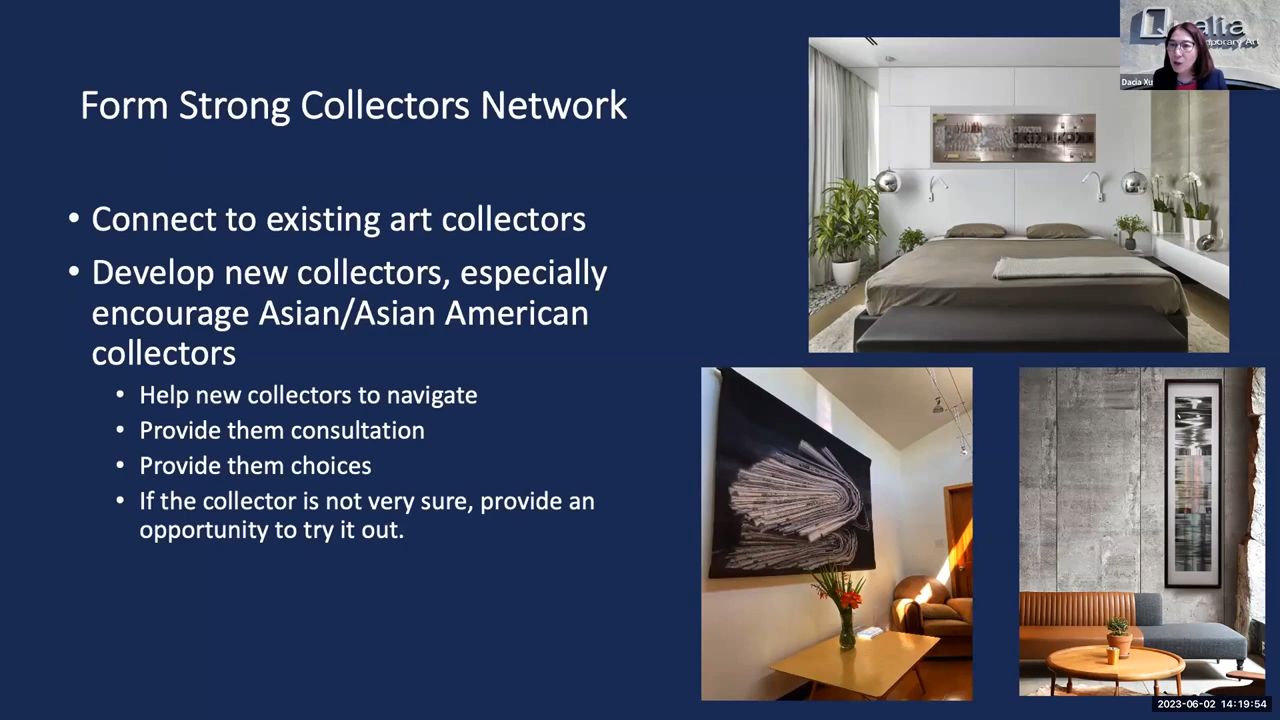 Qualia
Dacia Xu
Form Strong Collectors Network
• Connect to existing art collectors
• Develop new collectors, especially
encourage Asian/Asian American
collectors
• Help new collectors to navigate
• Provide them consultation
• Provide them choices
• If the collector is not very sure, provide an
opportunity to try it out.
2023-06-02 14:19:54